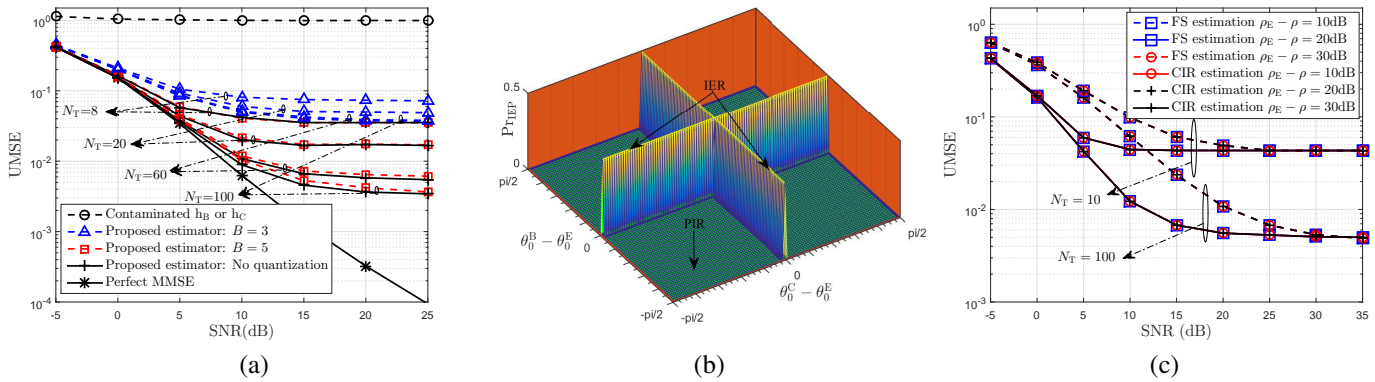 10^0
10^-1
10^-2
10^-3
10^-4
UMSE
N_T=8
N_T=20
N_T=60
N_T=100
Contaminated h_B or h_C
Proposed estimator: B = 3
Proposed estimator: B = 5
Proposed estimator: No quantization
Perfect MMSE
-5 0 5 10 15 20 25
SNR(dB)
(a)
0.5
0
Pr_IEP
IER
PIR
pi/2
0
-pi/2
θ_0^B − θ_0^E
-pi/2
0
pi/2
θ_0^C − θ_0^E
(b)
10^0
10^-1
10^-2
10^-3
UMSE
FS estimation ρ_E − ρ = 10dB
FS estimation ρ_E − ρ = 20dB
FS estimation ρ_E − ρ = 30dB
CIR estimation ρ_E − ρ = 10dB
CIR estimation ρ_E − ρ = 20dB
CIR estimation ρ_E − ρ = 30dB
N_T = 10
N_T = 100
-5 0 5 10 15 20 25 30 35
SNR (dB)
(c)